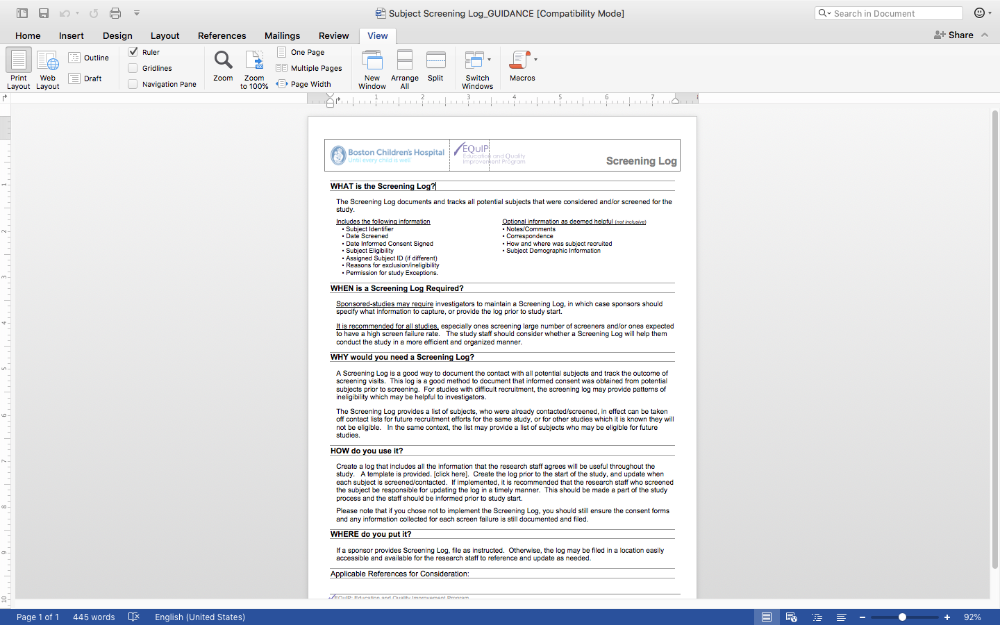 Subject Screening Log_GUIDANCE [Compatibility Mode]
Search in Document
Home Insert Design Layout References Mailings Review View
Share
Print Layout
Web Layout
Outline
Draft
Ruler
Gridlines
Navigation Pane
Zoom
Zoom to 100%
One Page
Multiple Pages
Page Width
New Window
Arrange All
Split
Switch Windows
Macros
1 2 3 4 5 6 7
Boston Children's Hospital
Until every child is well
EQuIP
Education and Quality
Improvement Program
Screening Log
WHAT is the Screening Log?
The Screening Log documents and tracks all potential subjects that were considered and/or screened for the
study.
Includes the following information
• Subject Identifier
• Date Screened
• Date Informed Consent Signed
• Subject Eligibility
• Assigned Subject ID (if different)
• Reasons for exclusion/ineligibility
• Permission for study Exceptions.
Optional information as deemed helpful (not inclusive)
• Notes/Comments
• Correspondence
• How and where was subject recruited
• Subject Demographic Information
WHEN is a Screening Log Required?
Sponsored-studies may require investigators to maintain a Screening Log, in which case sponsors should
specify what information to capture, or provide the log prior to study start.
It is recommended for all studies, especially ones screening large number of screeners and/or ones expected
to have a high screen failure rate. The study staff should consider whether a Screening Log will help them
conduct the study in a more efficient and organized manner.
WHY would you need a Screening Log?
A Screening Log is a good way to document the contact with all potential subjects and track the outcome of
screening visits. This log is a good method to document that informed consent was obtained from potential
subjects prior to screening. For studies with difficult recruitment, the screening log may provide patterns of
ineligibility which may be helpful to investigators.
The Screening Log provides a list of subjects, who were already contacted/screened, in effect can be taken
off contact lists for future recruitment efforts for the same study, or for other studies which it is known they will
not be eligible. In the same context, the list may provide a list of subjects who may be eligible for future
studies.
HOW do you use it?
Create a log that includes all the information that the research staff agrees will be useful throughout the
study. A template is provided. [click here]. Create the log prior to the start of the study, and update when
each subject is screened/contacted. If implemented, it is recommended that the research staff who screened
the subject be responsible for updating the log in a timely manner. This should be made a part of the study
process and the staff should be informed prior to study start.
Please note that if you chose not to implement the Screening Log, you should still ensure the consent forms
and any information collected for each screen failure is still documented and filed.
WHERE do you put it?
If a sponsor provides Screening Log, file as instructed. Otherwise, the log may be filed in a location easily
accessible and available for the research staff to reference and update as needed.
Applicable References for Consideration:
EQuIP: Education and Quality Improvement Program
1
2
3
4
5
6
7
8
9
10
Page 1 of 1 445 words English (United States) 92%